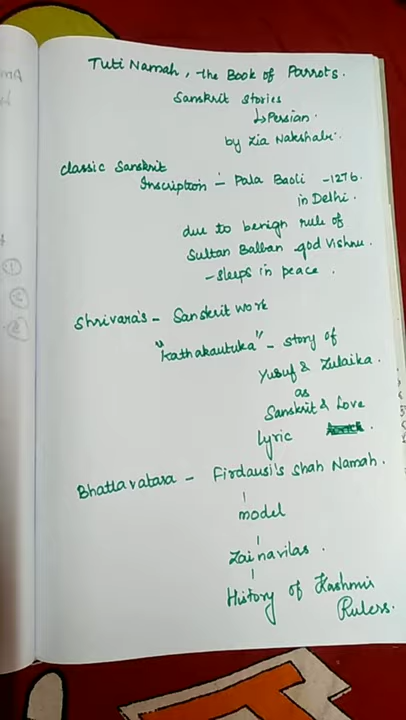 Tuti Namah, the Book of Parrots.
Sanskrit stories
↳ Persian.
by Zia Nakshabi.
classic Sanskrit
Inscription - Pala Baoli - 1276
in Delhi.
due to benign rule of
Sultan Balban god Vishnu.
- sleeps in peace.
Shrivara's - Sanskrit work
"Kathakautuka" - story of
Yusuf & Zulaika.
as
Sanskrit & Love
lyric
Bhattavatara - Firdausi's Shah Namah.
model
Zainavilas.
History of Kashmir
Rulers.